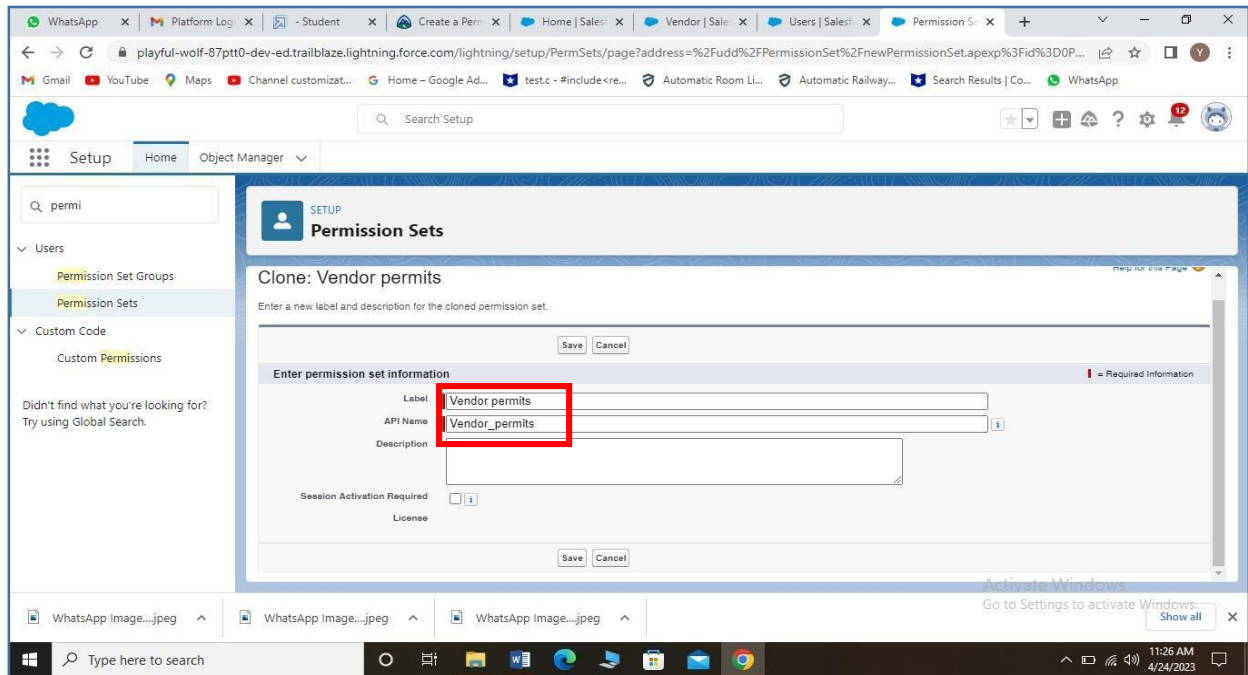 WhatsApp
Platform Log
- Student
Create a Perm
Home | Salesf
Vendor | Sale
Users | Salesf
Permission Se
playful-wolf-87ptt0-dev-ed.trailblaze.lightning.force.com/lightning/setup/PermSets/page?address=%2Fudd%2FPermissionSet%2FnewPermissionSet.apexp%3Fid%3D0P...
Y
Gmail
YouTube
Maps
Channel customizat...
Home – Google Ad...
test.c - #include<re...
Automatic Room Li...
Automatic Railway...
Search Results | Co...
WhatsApp
Search Setup
12
Setup
Home
Object Manager
permi
Users
Permission Set Groups
Permission Sets
Custom Code
Custom Permissions
Didn't find what you're looking for?
Try using Global Search.
SETUP
Permission Sets
Help for this Page
Clone: Vendor permits
Enter a new label and description for the cloned permission set.
Save Cancel
Enter permission set information
= Required Information
Label Vendor permits
API Name Vendor_permits
Description
Session Activation Required
License
Save Cancel
Activate Windows
Go to Settings to activate Windows.
WhatsApp Image....jpeg
WhatsApp Image....jpeg
WhatsApp Image....jpeg
Show all
Type here to search
11:26 AM
4/24/2023